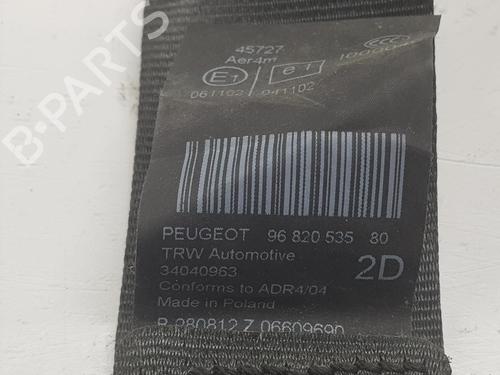 45727
Aer4m
E1
e1
CCC
061102
041102
PEUGEOT 96 820 535 80
TRW Automotive
34040963
2D
Conforms to ADR4/04
Made in Poland
B-PARTS